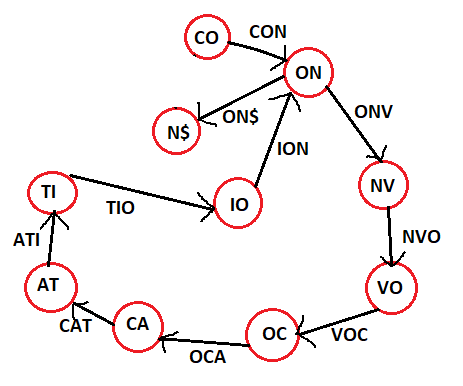 CO
CON
ON
ONV
N$
ON$
ION
NV
TI
TIO
IO
NVO
ATI
AT
VO
CAT
CA
OCA
OC
VOC